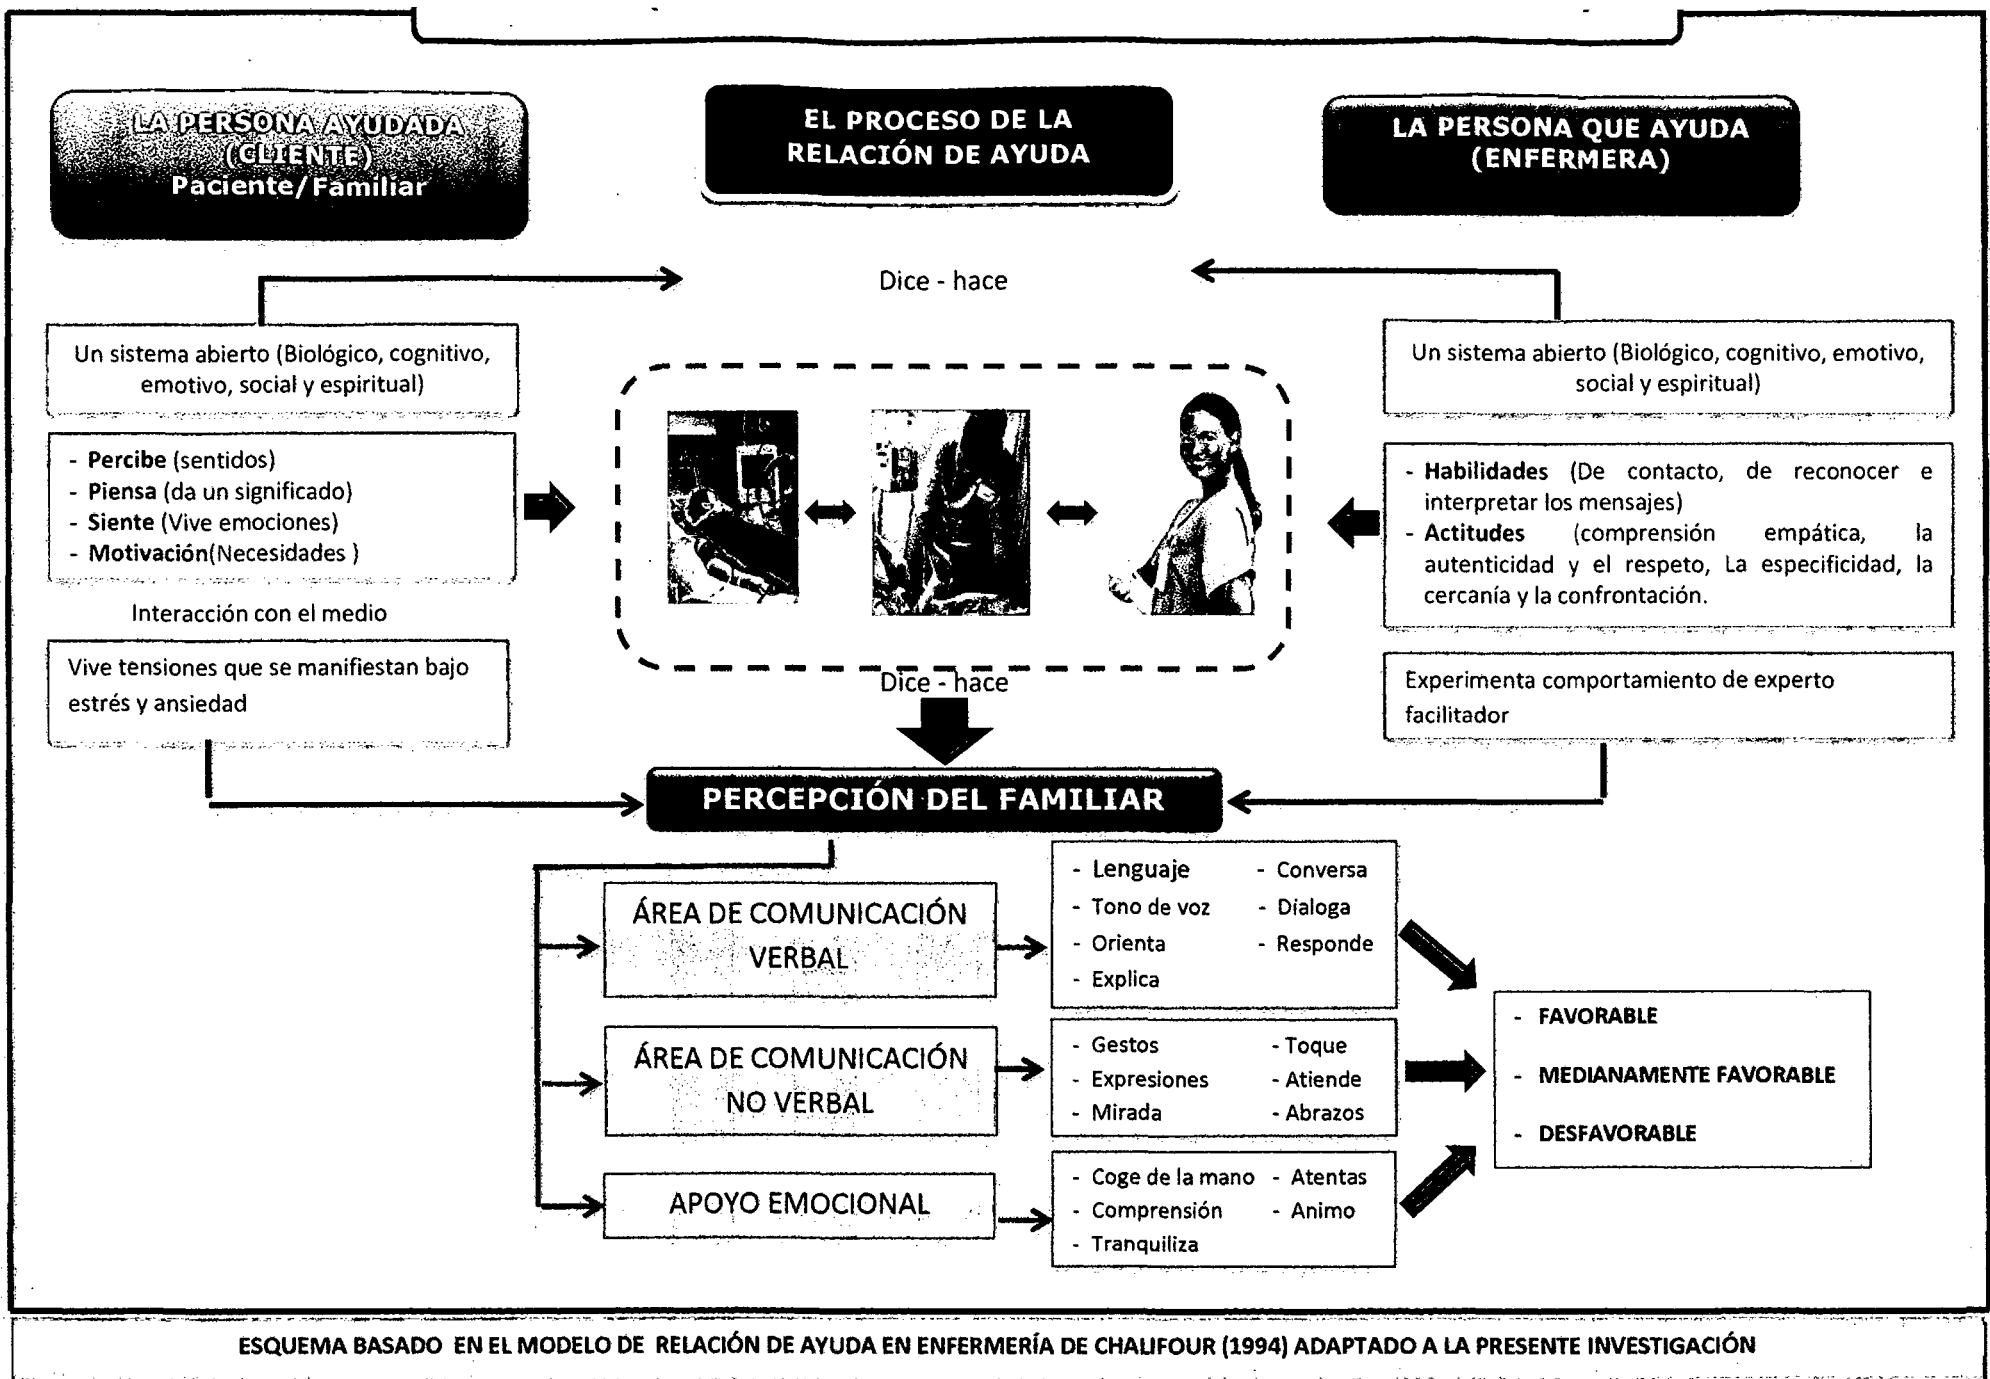 LA PERSONA AYUDADA
(CLIENTE)
Paciente/Familiar
EL PROCESO DE LA
RELACIÓN DE AYUDA
LA PERSONA QUE AYUDA
(ENFERMERA)
Dice - hace
Un sistema abierto (Biológico, cognitivo,
emotivo, social y espiritual)
- Percibe (sentidos)
- Piensa (da un significado)
- Siente (Vive emociones)
- Motivación(Necesidades )
Interacción con el medio
Vive tensiones que se manifiestan bajo
estrés y ansiedad
Un sistema abierto (Biológico, cognitivo, emotivo,
social y espiritual)
- Habilidades (De contacto, de reconocer e
interpretar los mensajes)
- Actitudes (comprensión empática, la
autenticidad y el respeto, La especificidad, la
cercanía y la confrontación.
Experimenta comportamiento de experto
facilitador
Dice - hace
PERCEPCIÓN DEL FAMILIAR
ÁREA DE COMUNICACIÓN
VERBAL
- Lenguaje
- Tono de voz
- Orienta
- Explica
- Conversa
- Dialoga
- Responde
ÁREA DE COMUNICACIÓN
NO VERBAL
- Gestos
- Expresiones
- Mirada
- Toque
- Atiende
- Abrazos
APOYO EMOCIONAL
- Coge de la mano
- Comprensión
- Tranquiliza
- Atentas
- Animo
- FAVORABLE
- MEDIANAMENTE FAVORABLE
- DESFAVORABLE
ESQUEMA BASADO EN EL MODELO DE RELACIÓN DE AYUDA EN ENFERMERÍA DE CHALIFOUR (1994) ADAPTADO A LA PRESENTE INVESTIGACIÓN